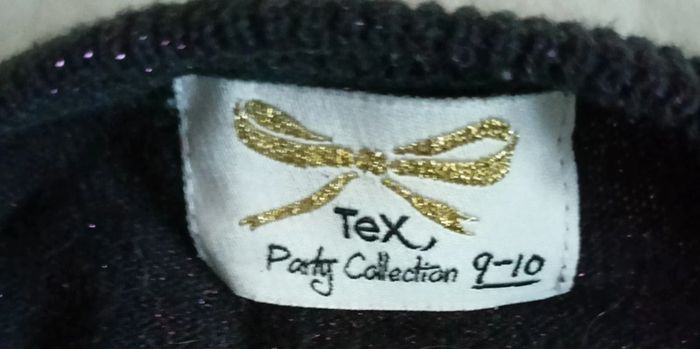 Tex,
Party Collection 9-10